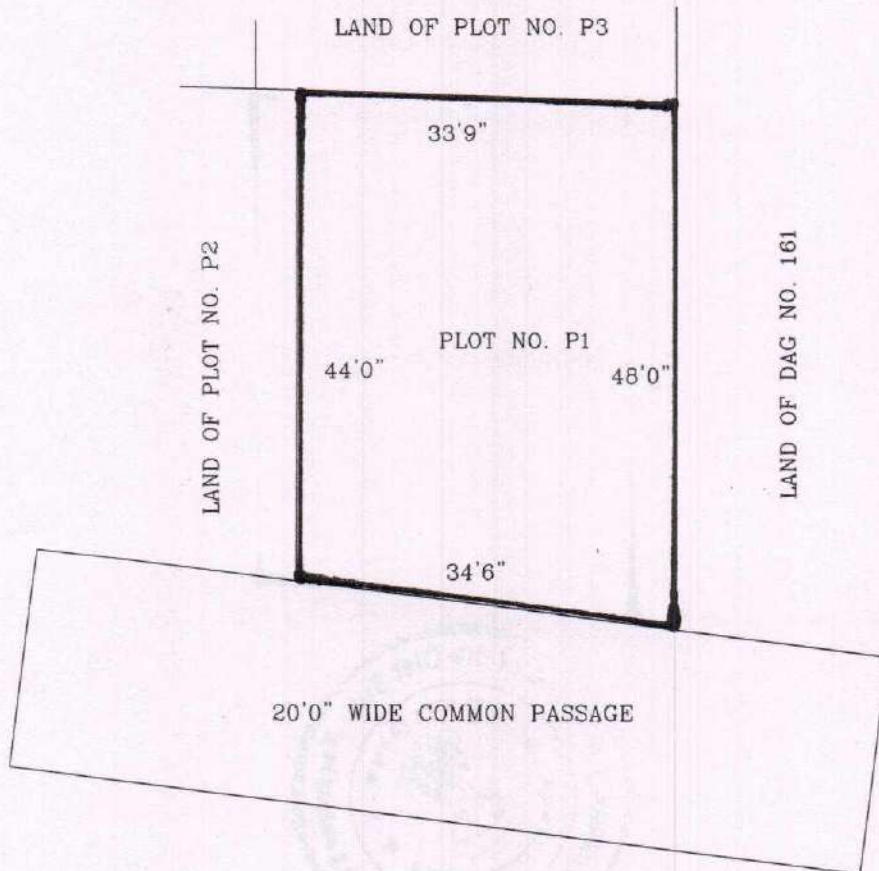 LAND OF PLOT NO. P3
33'9"
LAND OF PLOT NO. P2
44'0"
PLOT NO. P1
48'0"
LAND OF DAG NO. 161
34'6"
20'0" WIDE COMMON PASSAGE